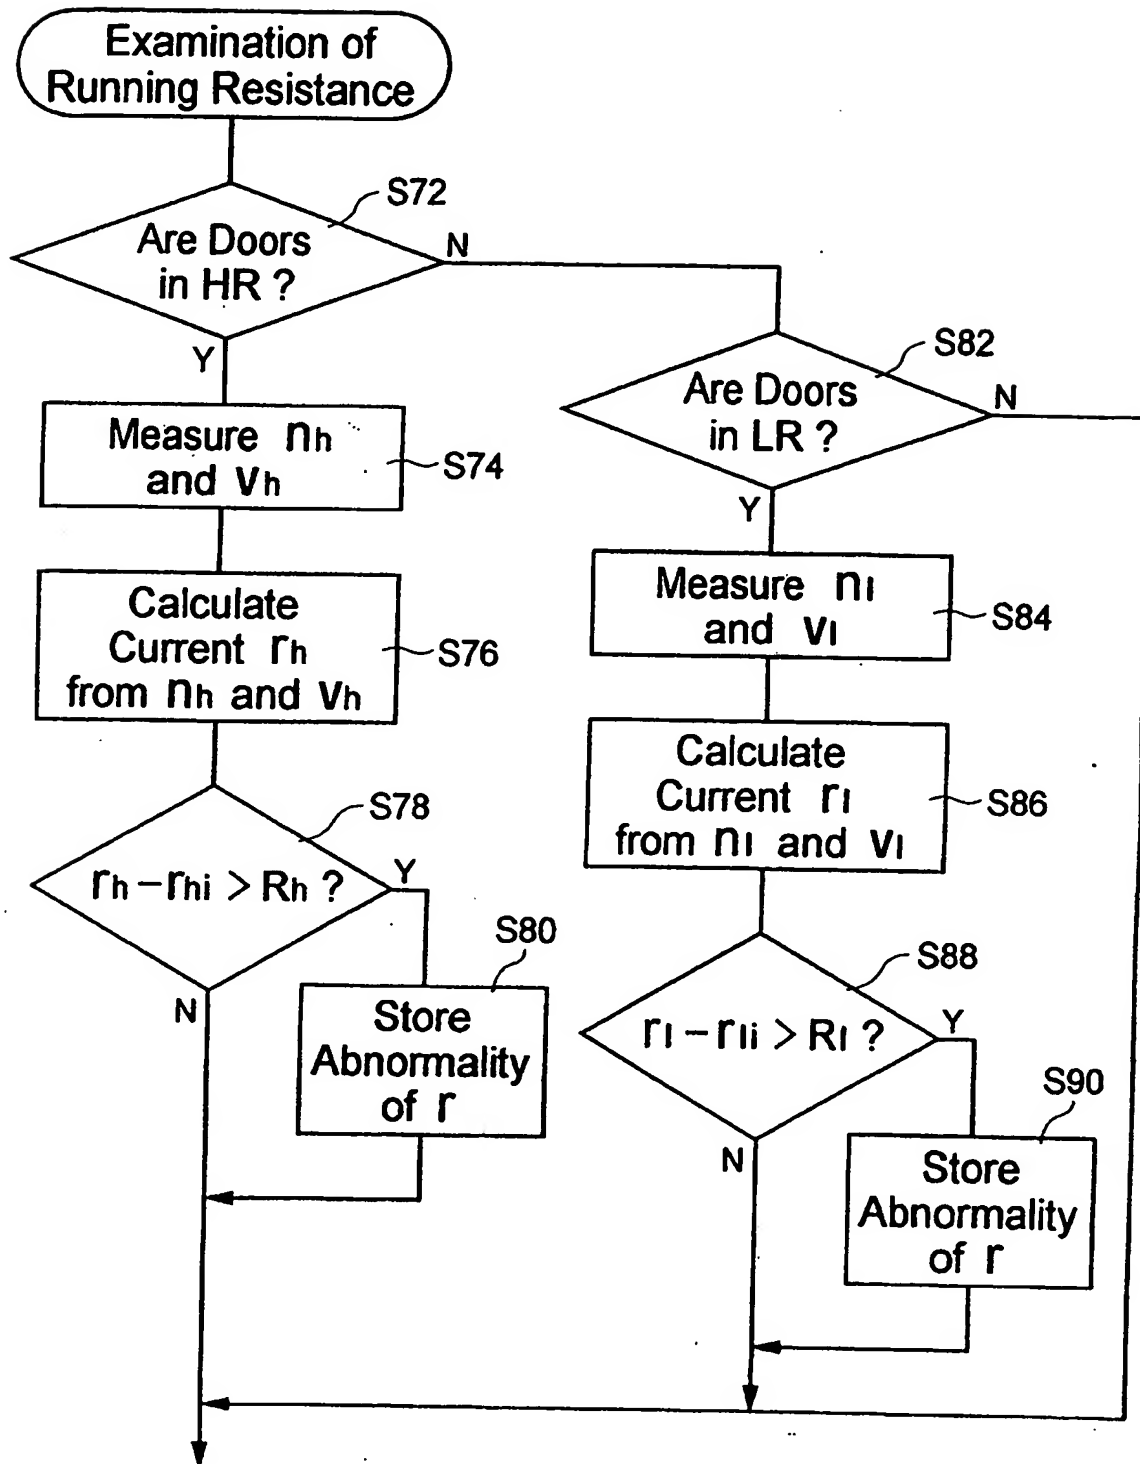 Examination of
Running Resistance
S72
Are Doors
in HR ?
N
Y
S82
Are Doors
in LR ?
N
Y
Measure nh
and vh
S74
Measure nl
and vl
S84
Calculate
Current rh
from nh and vh
S76
Calculate
Current rl
from nl and vl
S86
S78
rh – rhi > Rh ?
Y
N
S80
Store
Abnormality
of r
S88
rl – rli > Rl ?
Y
N
S90
Store
Abnormality
of r